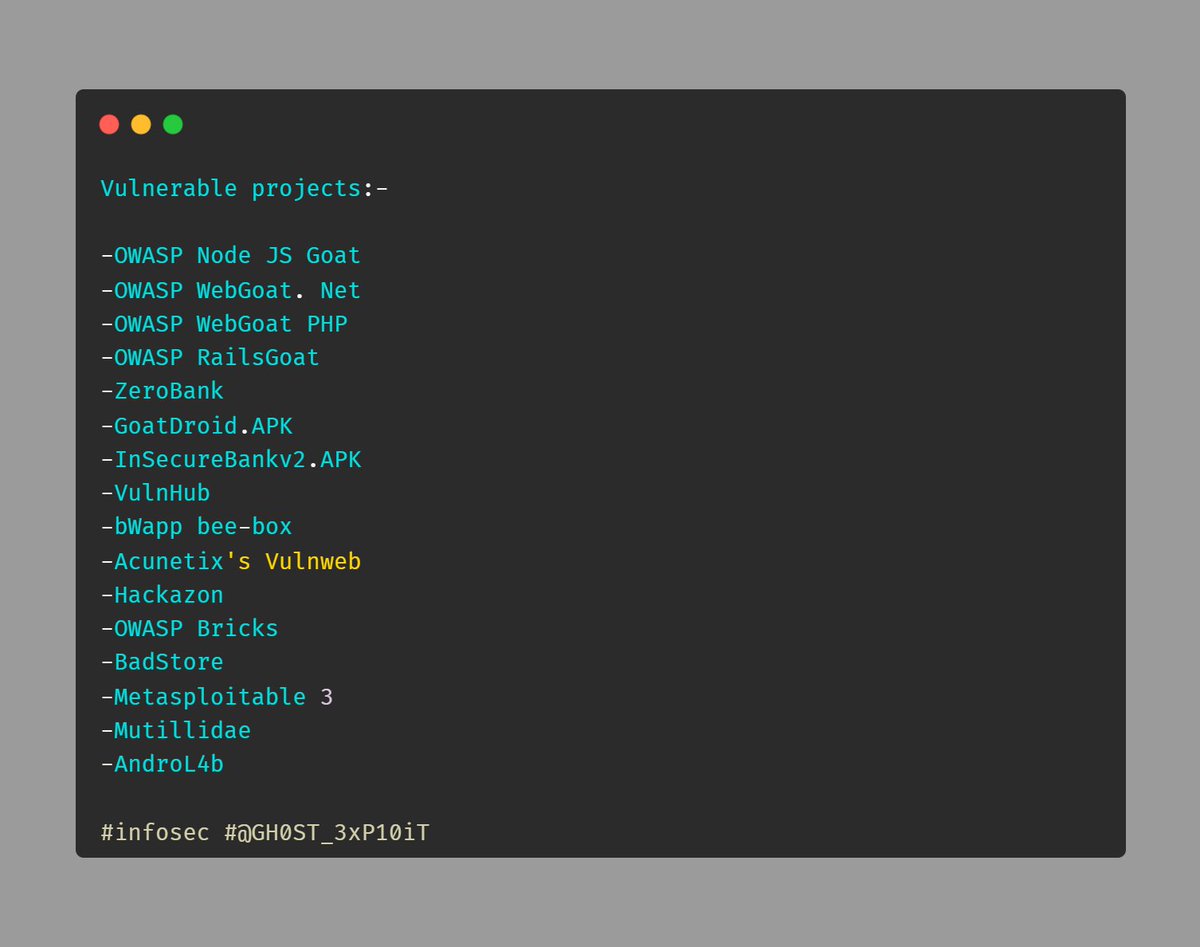 Vulnerable projects:-
-OWASP Node JS Goat
-OWASP WebGoat. Net
-OWASP WebGoat PHP
-OWASP RailsGoat
-ZeroBank
-GoatDroid.APK
-InSecureBankv2.APK
-VulnHub
-bWapp bee-box
-Acunetix's Vulnweb
-Hackazon
-OWASP Bricks
-BadStore
-Metasploitable 3
-Mutillidae
-AndroL4b
#infosec #@GH0ST_3xP10iT